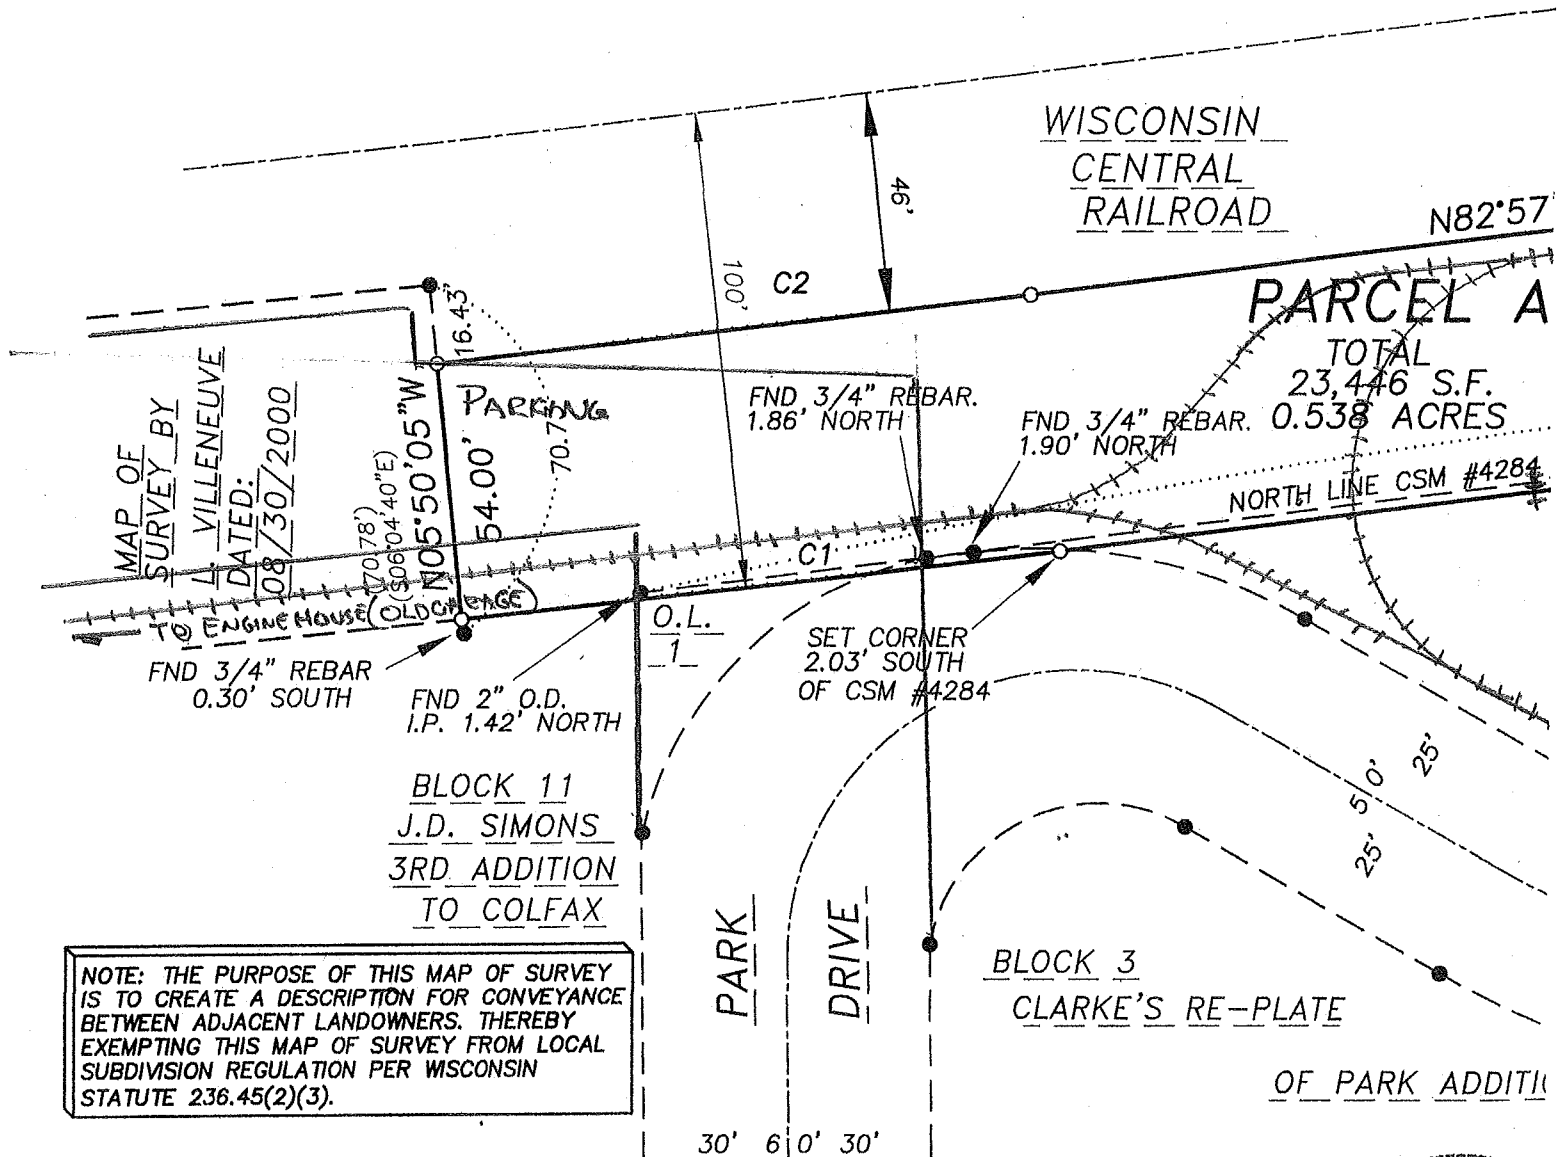 WISCONSIN
CENTRAL
RAILROAD
46'
100'
C2
N82°57'
PARCEL A
TOTAL
23,446 S.F.
0.538 ACRES
16.43'
PARKING
70.7
MAP OF
SURVEY BY
L. VILLENEUVE
DATED:
08/30/2000
(70.78')
(S06°04'40"E)
N05°50'05"W
54.00'
FND 3/4" REBAR.
1.86' NORTH
FND 3/4" REBAR.
1.90' NORTH
NORTH LINE CSM #4284
C1
TO ENGINE HOUSE (OLD GARAGE)
O.L.
1
FND 3/4" REBAR
0.30' SOUTH
FND 2" O.D.
I.P. 1.42' NORTH
SET CORNER
2.03' SOUTH
OF CSM #4284
BLOCK 11
J.D. SIMONS
3RD ADDITION
TO COLFAX
25'
50'
25'
PARK
DRIVE
BLOCK 3
CLARKE'S RE-PLATE
OF PARK ADDITI
NOTE: THE PURPOSE OF THIS MAP OF SURVEY
IS TO CREATE A DESCRIPTION FOR CONVEYANCE
BETWEEN ADJACENT LANDOWNERS. THEREBY
EXEMPTING THIS MAP OF SURVEY FROM LOCAL
SUBDIVISION REGULATION PER WISCONSIN
STATUTE 236.45(2)(3).
30' 60' 30'